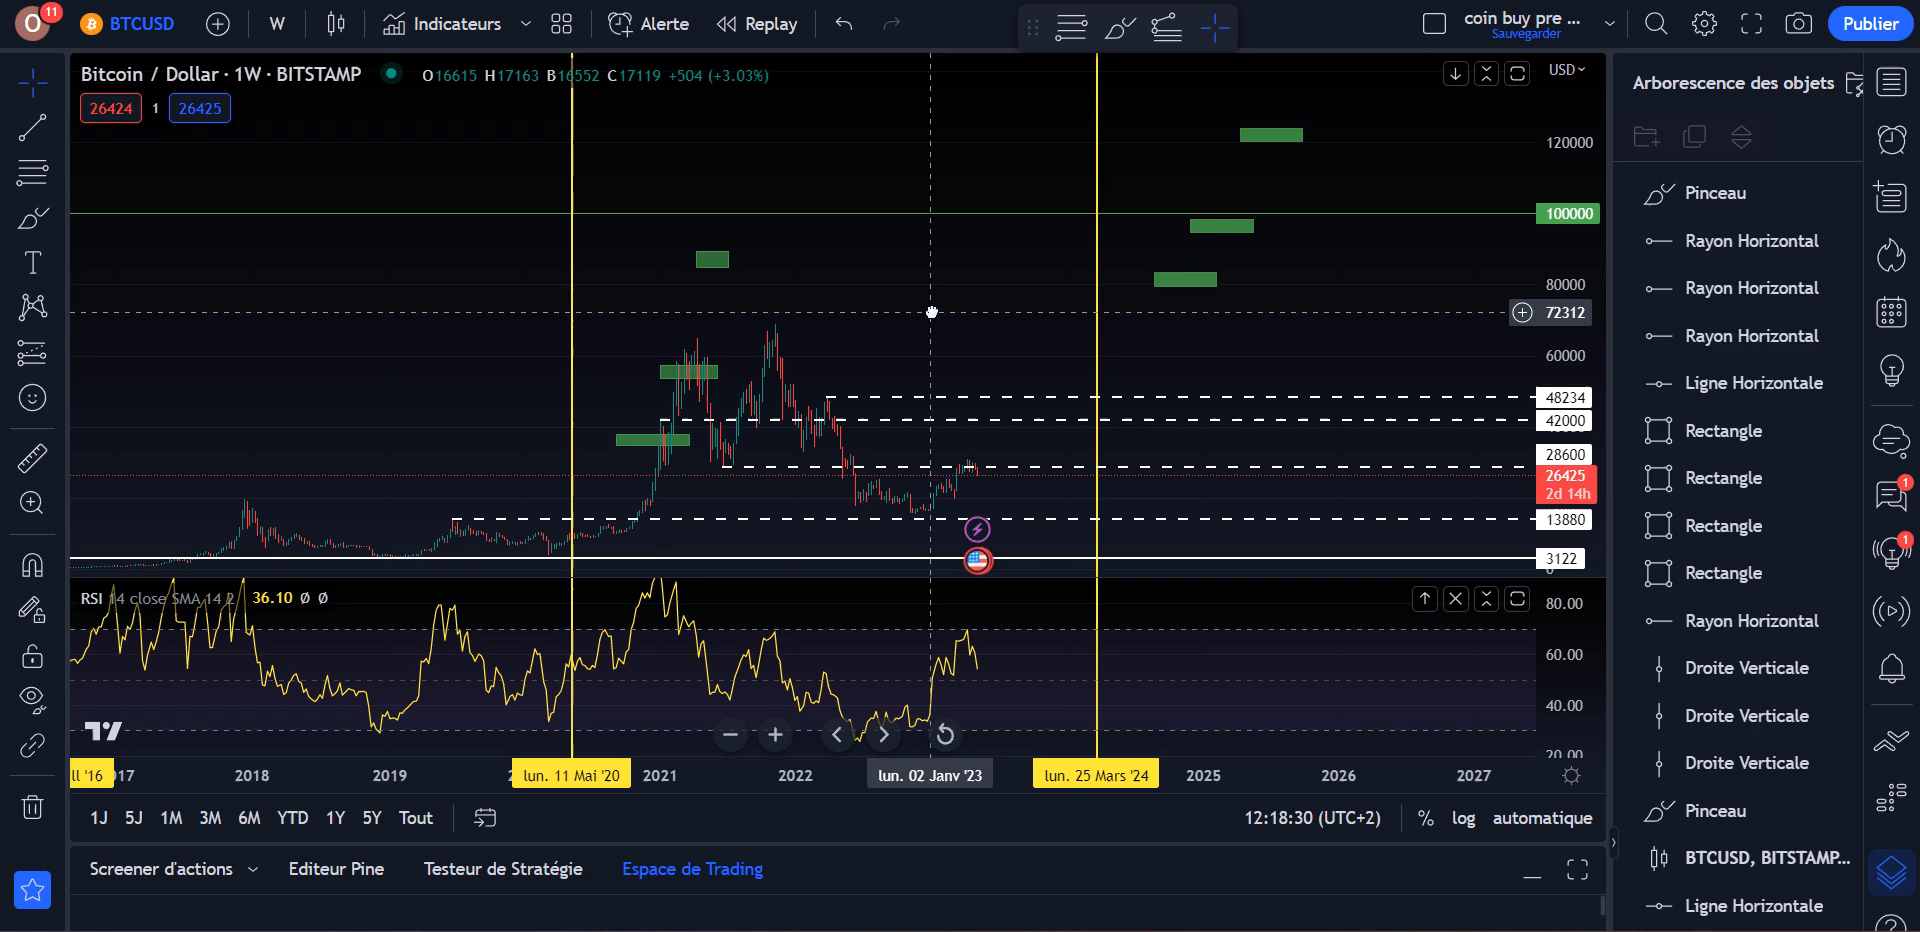 O 11 BTCUSD W Indicateurs Alerte Replay coin buy pre ... Publier
Sauvegarder
Bitcoin / Dollar · 1W · BITSTAMP O16615 H17163 B16552 C17119 +504 (+3.03%) USD
26424 1 26425
120000
100000
80000
72312
60000
48234
42000
28600
26425
2d 14h
13880
3122
0
RSI 14 close SMA 14 2 36.10 Ø Ø
80.00
60.00
40.00
20.00
ll '16 2018 2019 lun. 11 Mai '20 2021 2022 lun. 02 Janv '23 lun. 25 Mars '24 2025 2026 2027
1J 5J 1M 3M 6M YTD 1Y 5Y Tout 12:18:30 (UTC+2) % log automatique
Screener d'actions Editeur Pine Testeur de Stratégie Espace de Trading
Arborescence des objets
Pinceau
Rayon Horizontal
Rayon Horizontal
Rayon Horizontal
Ligne Horizontale
Rectangle
Rectangle
Rectangle
Rectangle
Rayon Horizontal
Droite Verticale
Droite Verticale
Droite Verticale
Pinceau
BTCUSD, BITSTAMP...
Ligne Horizontale
1
1